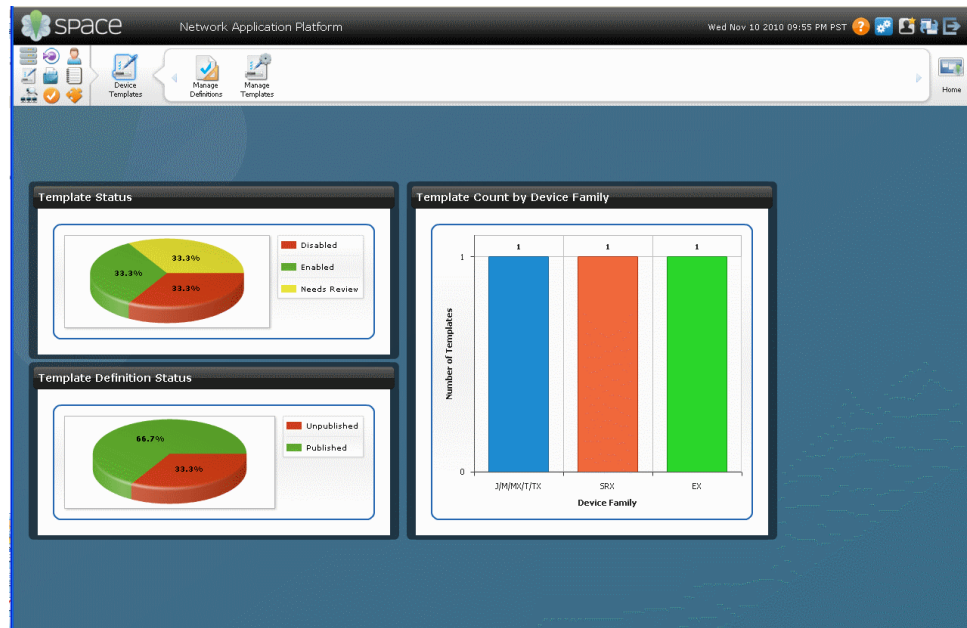 space Network Application Platform Wed Nov 10 2010 09:55 PM PST ?
Device Templates
Manage Definitions
Manage Templates
Home
Template Status
33.3%
33.3%
33.3%
Disabled
Enabled
Needs Review
Template Definition Status
66.7%
33.3%
Unpublished
Published
Template Count by Device Family
1 1 1
1
Number of Templates
0
J/M/MX/T/TX SRX EX
Device Family